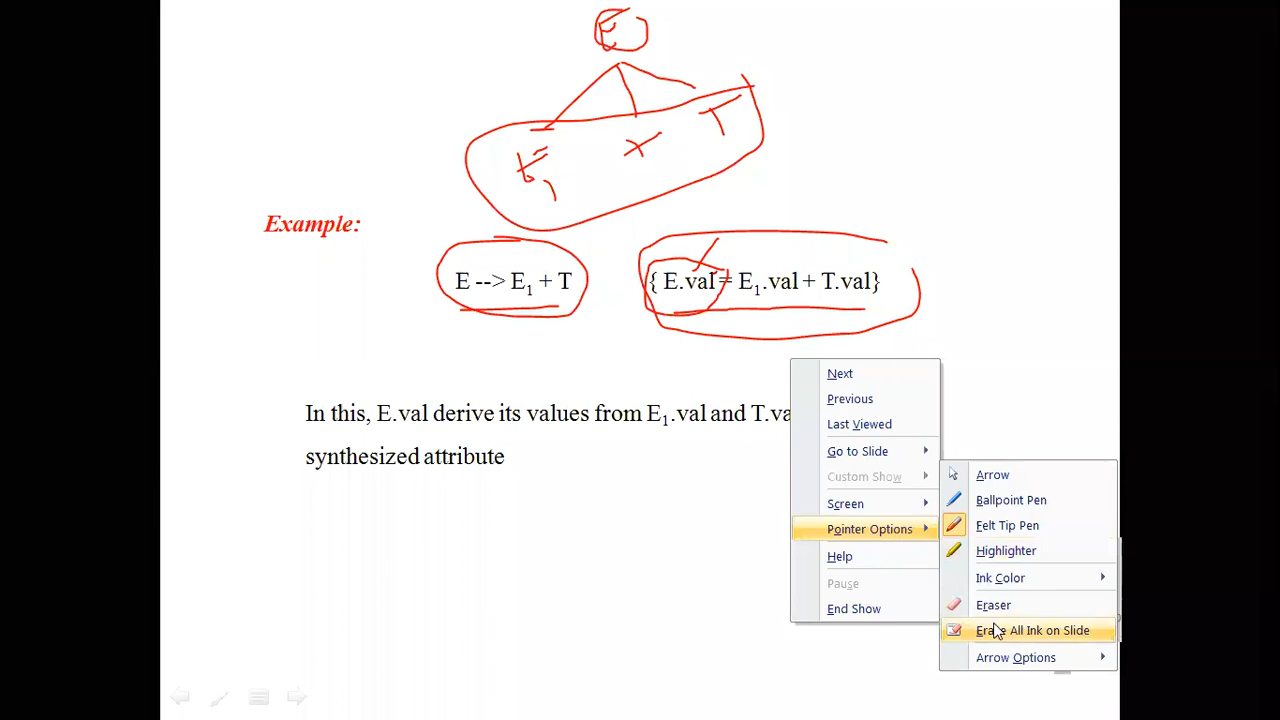 E
E1 + T
Example:
E --> E1 + T { E.val = E1.val + T.val}
In this, E.val derive its values from E1.val and T.va
synthesized attribute
Next
Previous
Last Viewed
Go to Slide
Custom Show
Screen
Pointer Options
Help
Pause
End Show
Arrow
Ballpoint Pen
Felt Tip Pen
Highlighter
Ink Color
Eraser
Erase All Ink on Slide
Arrow Options